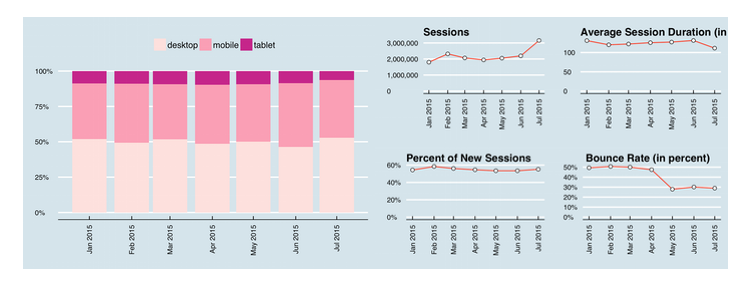 desktop mobile tablet
100%
75%
50%
25%
0%
Jan 2015 Feb 2015 Mar 2015 Apr 2015 May 2015 Jun 2015 Jul 2015
Sessions
3,000,000
2,000,000
1,000,000
0
Jan 2015 Feb 2015 Mar 2015 Apr 2015 May 2015 Jun 2015 Jul 2015
Average Session Duration (in
100
50
0
Jan 2015 Feb 2015 Mar 2015 Apr 2015 May 2015 Jun 2015 Jul 2015
Percent of New Sessions
60%
40%
20%
0%
Jan 2015 Feb 2015 Mar 2015 Apr 2015 May 2015 Jun 2015 Jul 2015
Bounce Rate (in percent)
50%
40%
30%
20%
10%
0%
Jan 2015 Feb 2015 Mar 2015 Apr 2015 May 2015 Jun 2015 Jul 2015